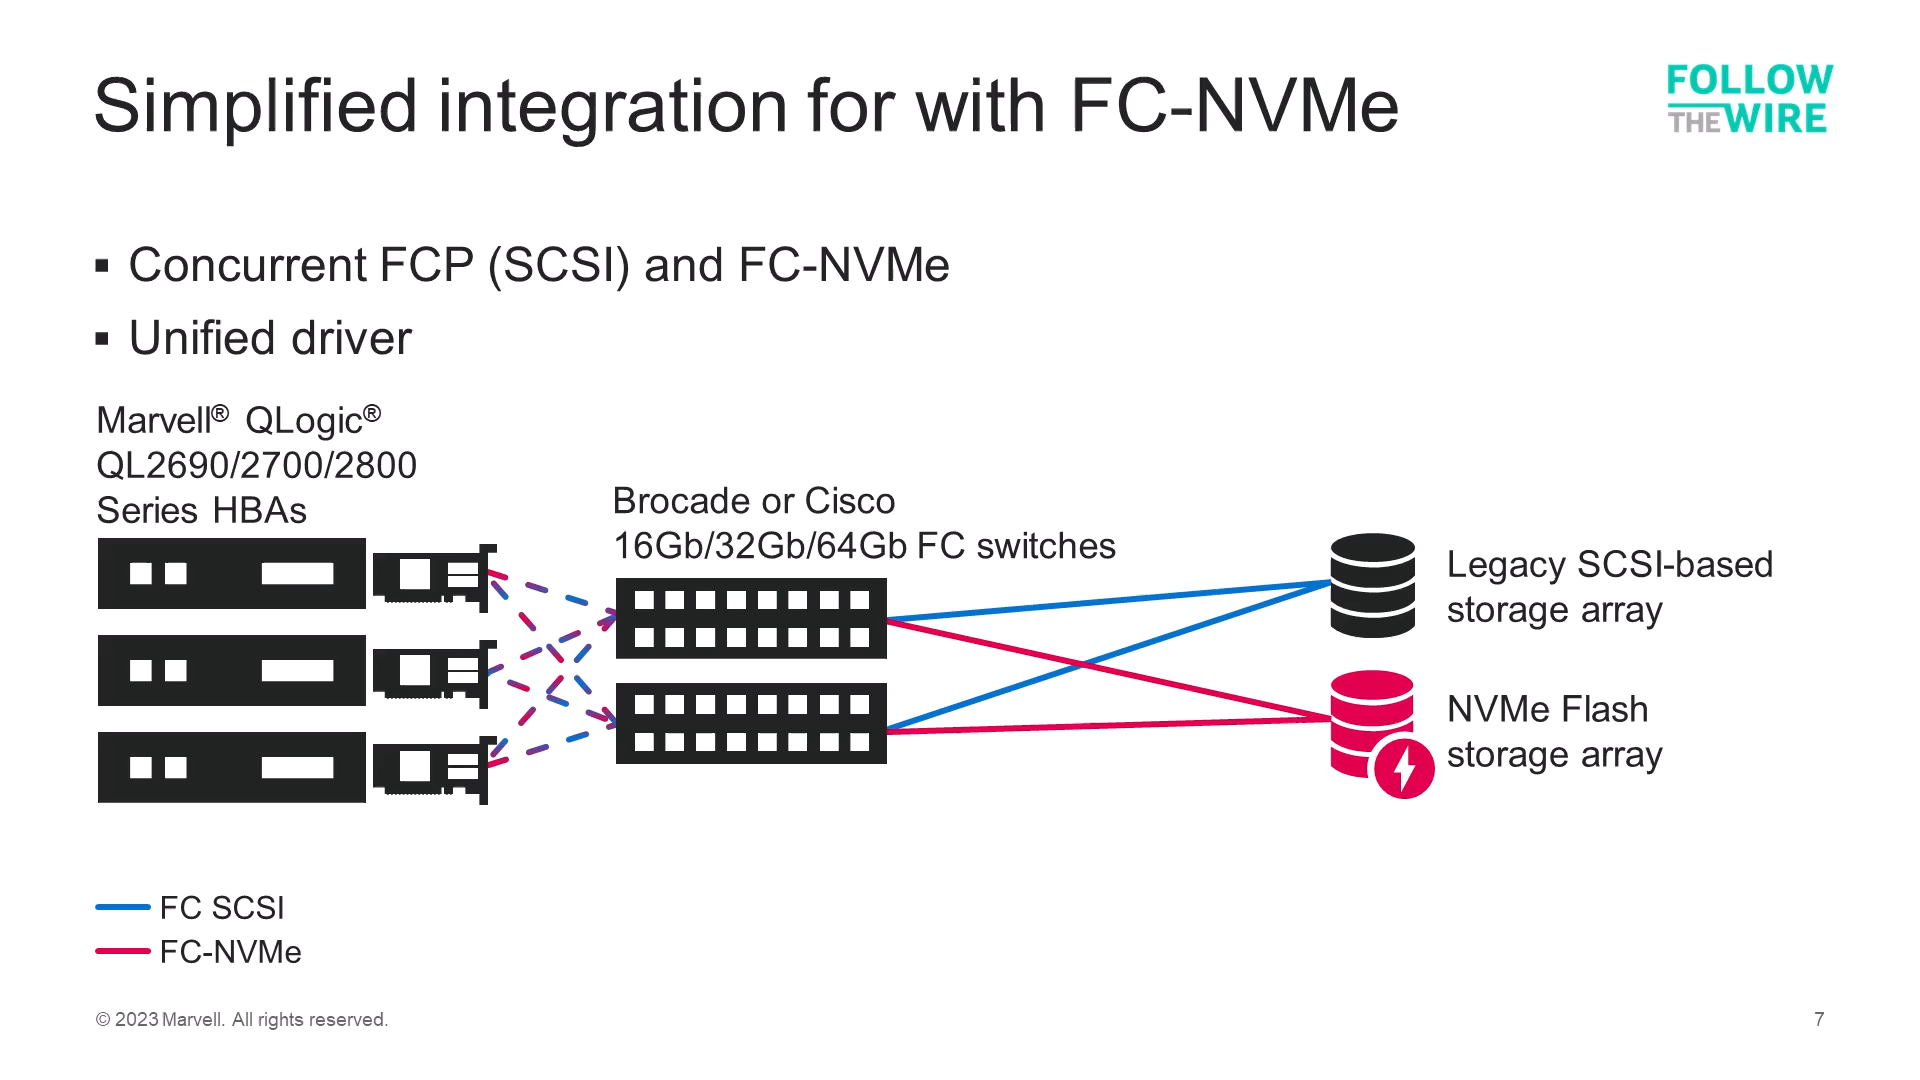 Simplified integration for with FC-NVMe
FOLLOW
THE WIRE
▪ Concurrent FCP (SCSI) and FC-NVMe
▪ Unified driver
Marvell® QLogic®
QL2690/2700/2800
Series HBAs
Brocade or Cisco
16Gb/32Gb/64Gb FC switches
Legacy SCSI-based
storage array
NVMe Flash
storage array
FC SCSI
FC-NVMe
© 2023 Marvell. All rights reserved.
7